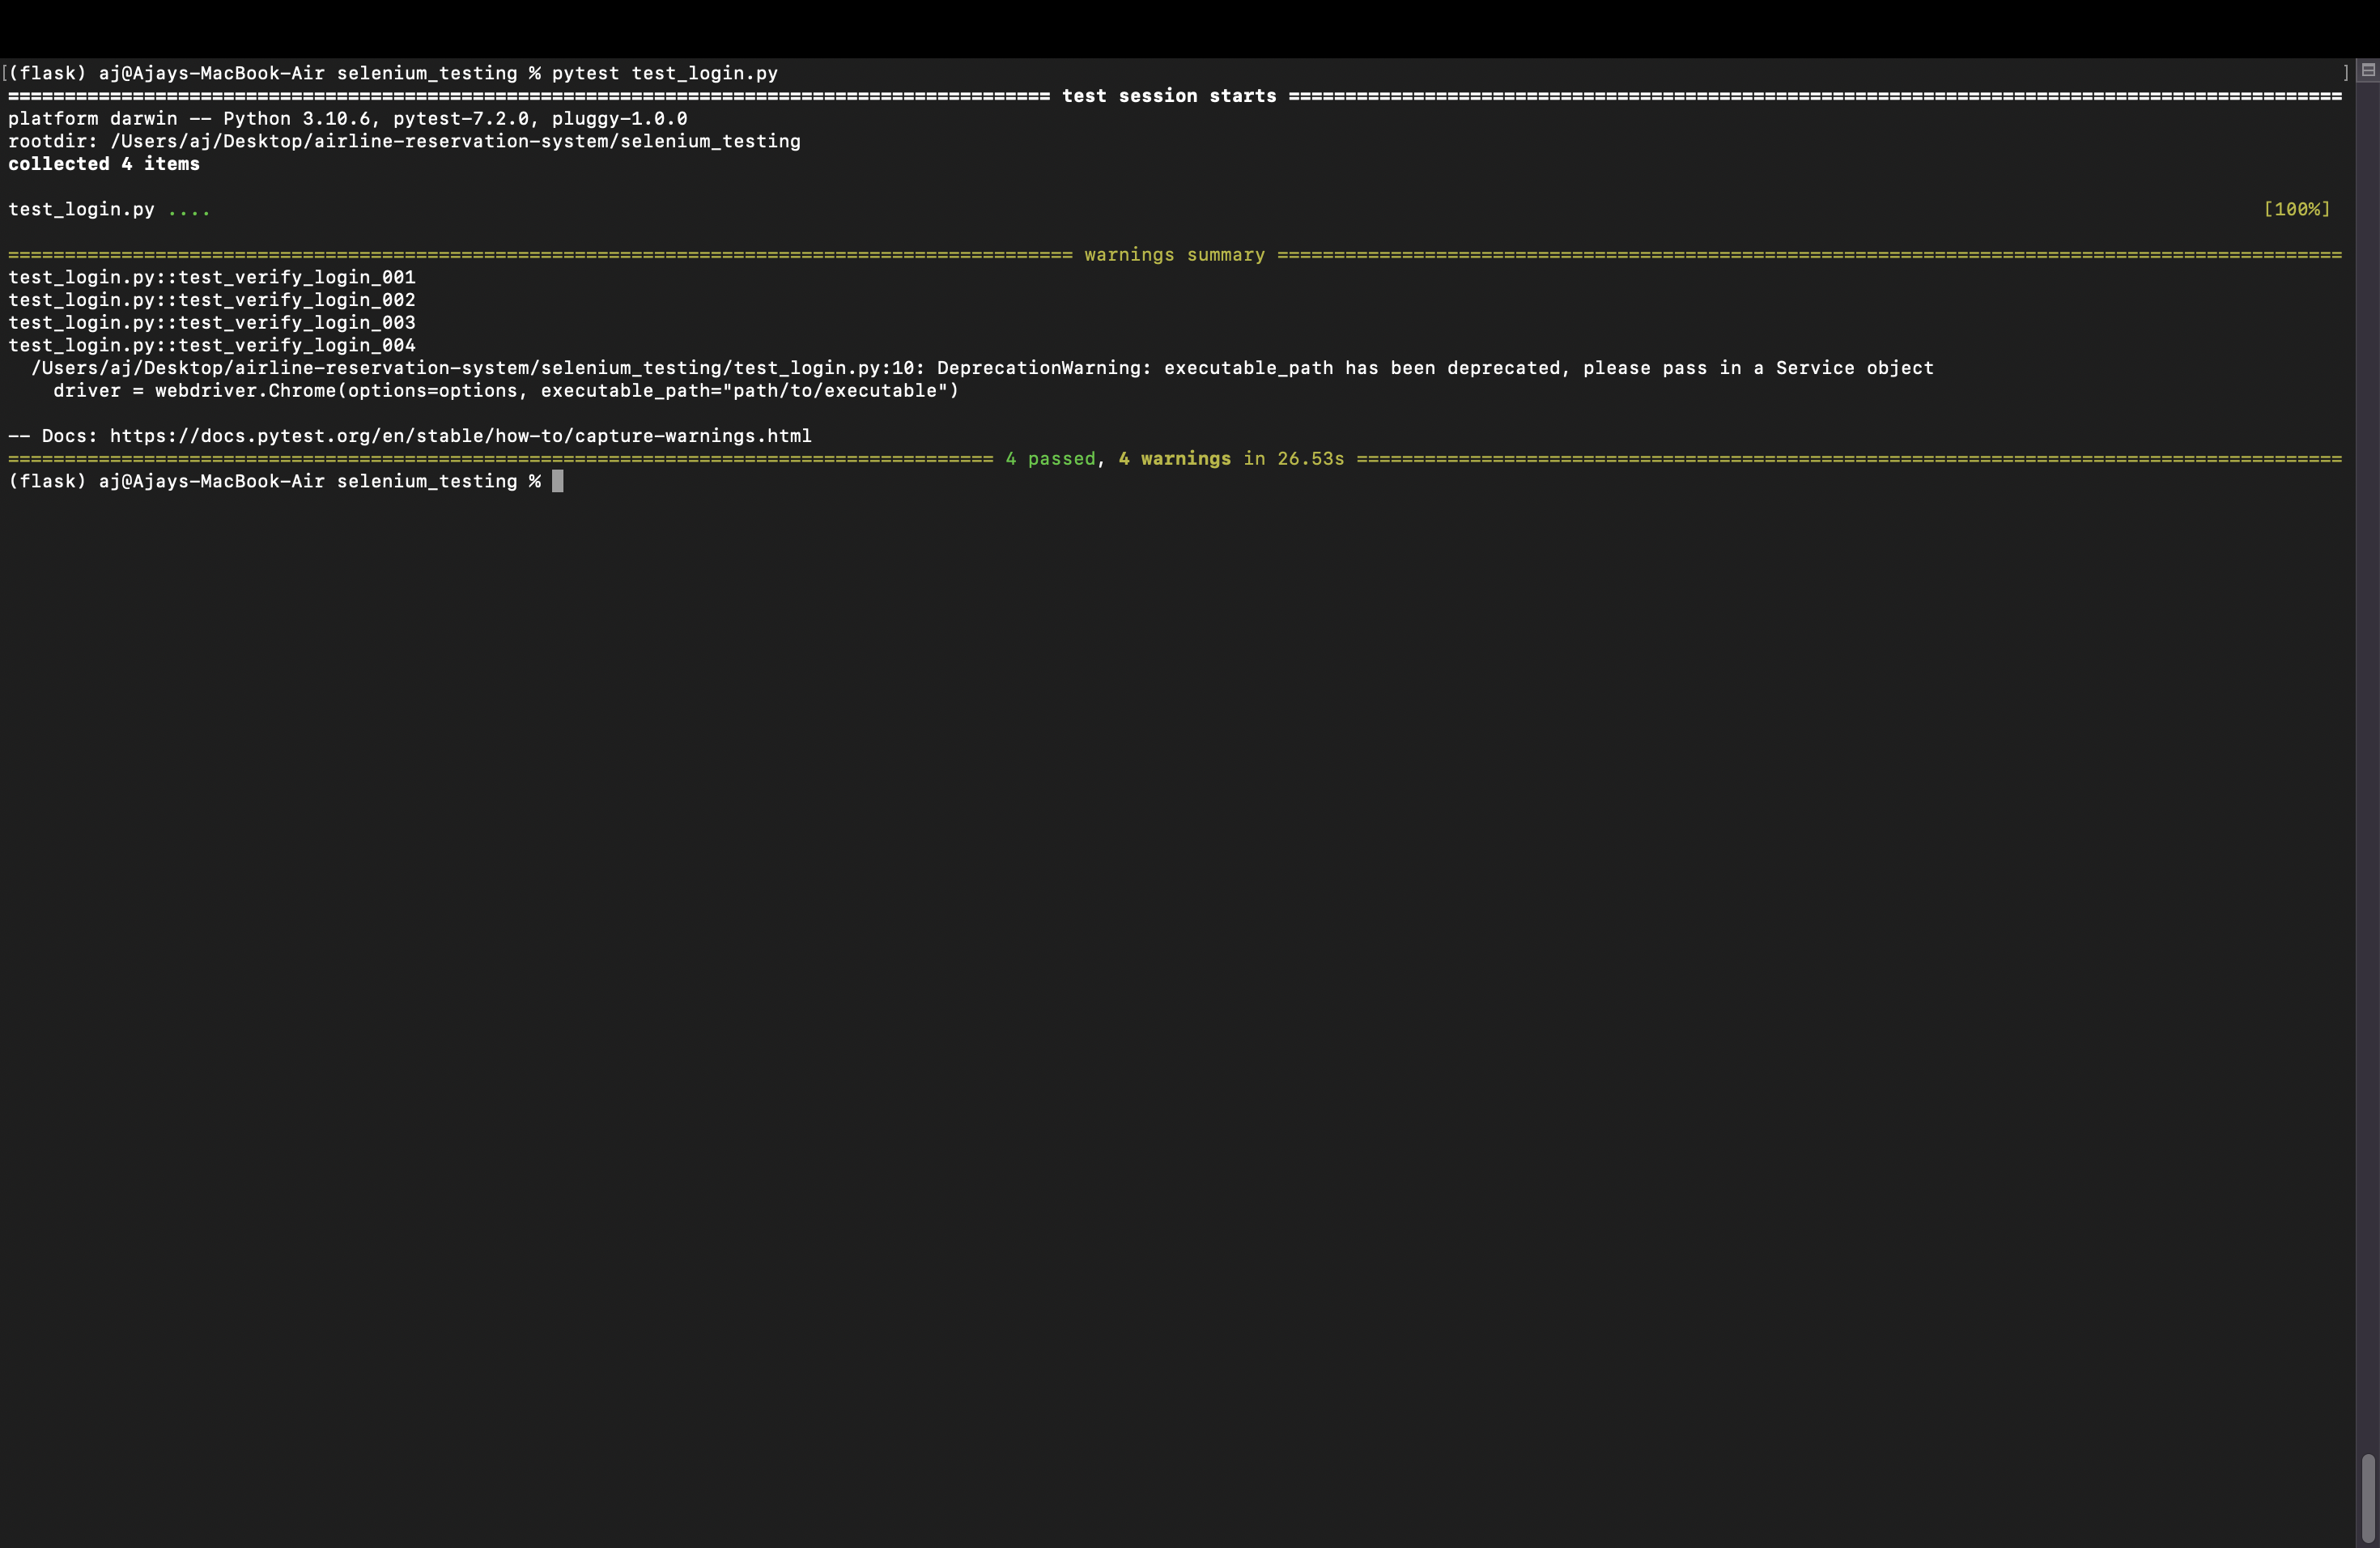 [(flask) aj@Ajays-MacBook-Air selenium_testing % pytest test_login.py ]
============================================================================================ test session starts =============================================================================================
platform darwin -- Python 3.10.6, pytest-7.2.0, pluggy-1.0.0
rootdir: /Users/aj/Desktop/airline-reservation-system/selenium_testing
collected 4 items
test_login.py .... [100%]
============================================================================================== warnings summary ==============================================================================================
test_login.py::test_verify_login_001
test_login.py::test_verify_login_002
test_login.py::test_verify_login_003
test_login.py::test_verify_login_004
/Users/aj/Desktop/airline-reservation-system/selenium_testing/test_login.py:10: DeprecationWarning: executable_path has been deprecated, please pass in a Service object
driver = webdriver.Chrome(options=options, executable_path="path/to/executable")
-- Docs: https://docs.pytest.org/en/stable/how-to/capture-warnings.html
======================================================================================= 4 passed, 4 warnings in 26.53s =======================================================================================
(flask) aj@Ajays-MacBook-Air selenium_testing %